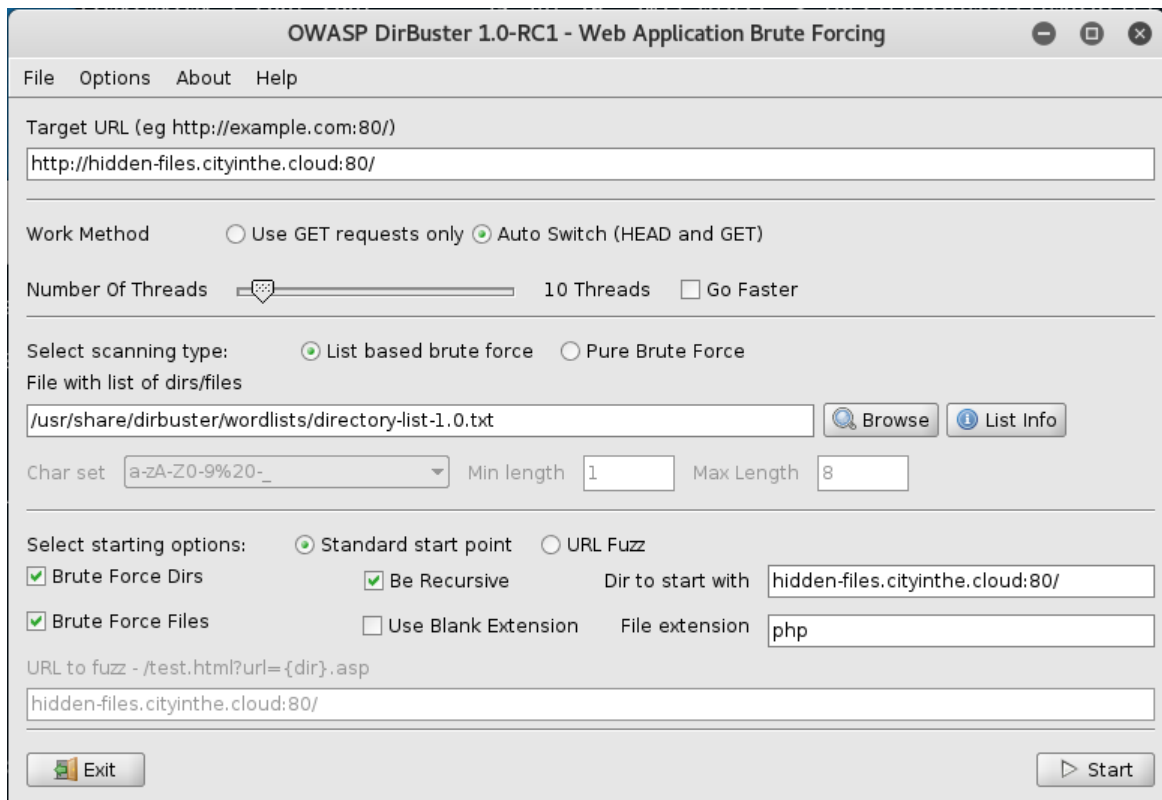 OWASP DirBuster 1.0-RC1 - Web Application Brute Forcing
File Options About Help
Target URL (eg http://example.com:80/)
http://hidden-files.cityinthe.cloud:80/
Work Method Use GET requests only Auto Switch (HEAD and GET)
Number Of Threads 10 Threads Go Faster
Select scanning type: List based brute force Pure Brute Force
File with list of dirs/files
/usr/share/dirbuster/wordlists/directory-list-1.0.txt Browse List Info
Char set a-zA-Z0-9%20-_ Min length 1 Max Length 8
Select starting options: Standard start point URL Fuzz
Brute Force Dirs Be Recursive Dir to start with hidden-files.cityinthe.cloud:80/
Brute Force Files Use Blank Extension File extension php
URL to fuzz - /test.html?url={dir}.asp
hidden-files.cityinthe.cloud:80/
Exit Start